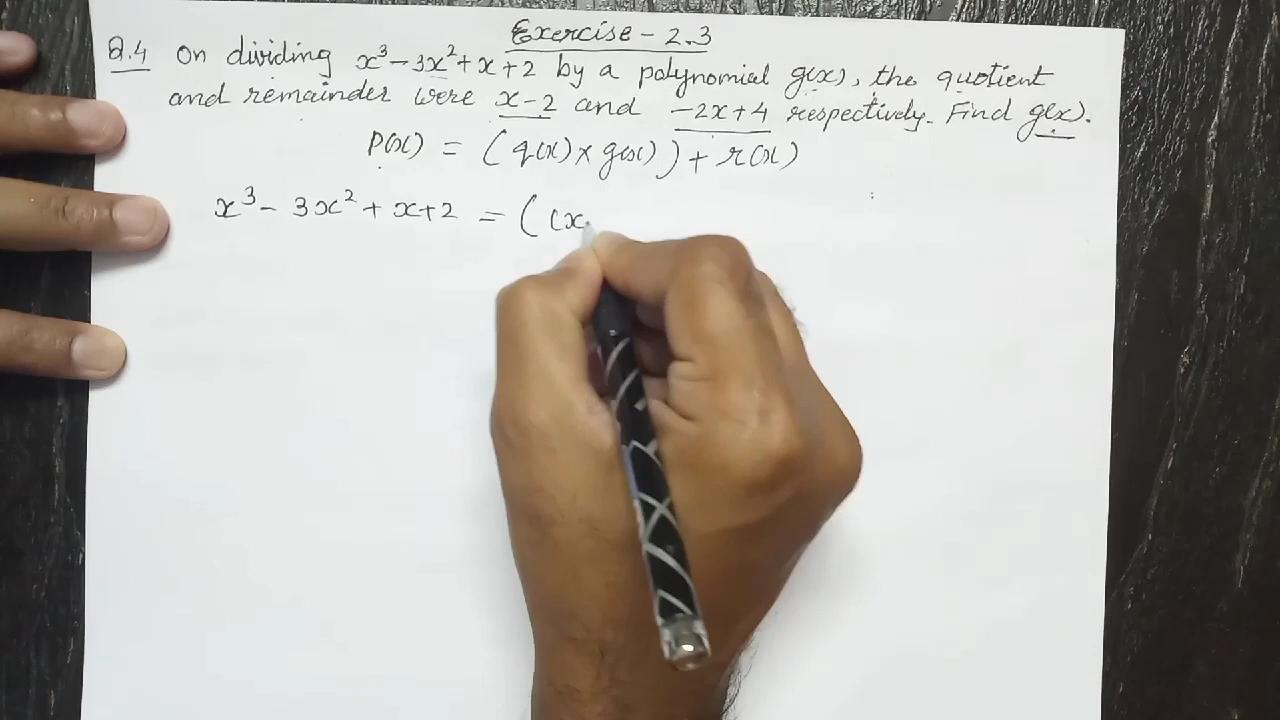 Exercise - 2.3
Q.4 On dividing x³ - 3x² + x + 2 by a polynomial g(x), the quotient
and remainder were x - 2 and -2x + 4 respectively. Find g(x).
P(x) = (q(x) × g(x)) + r(x)
x³ - 3x² + x + 2 = ( (x